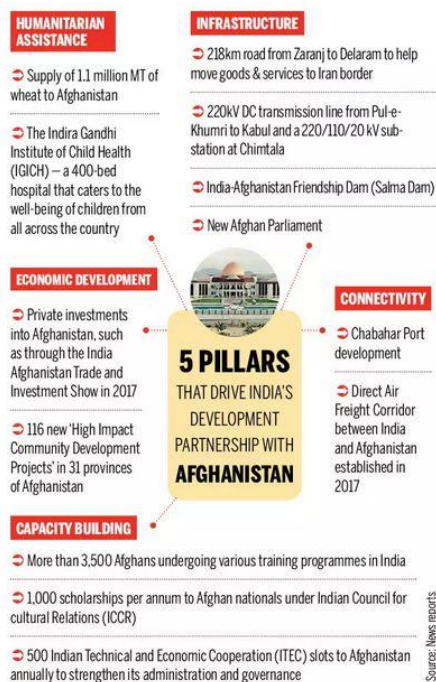 HUMANITARIAN
ASSISTANCE
➲ Supply of 1.1 million MT of
wheat to Afghanistan
➲ The Indira Gandhi
Institute of Child Health
(IGICH) – a 400-bed
hospital that caters to the
well-being of children from
all across the country
INFRASTRUCTURE
➲ 218km road from Zaranj to Delaram to help
move goods & services to Iran border
➲ 220kV DC transmission line from Pul-e-
Khumri to Kabul and a 220/110/20 kV sub-
station at Chimtala
➲ India-Afghanistan Friendship Dam (Salma Dam)
➲ New Afghan Parliament
ECONOMIC DEVELOPMENT
➲ Private investments
into Afghanistan, such
as through the India
Afghanistan Trade and
Investment Show in 2017
➲ 116 new 'High Impact
Community Development
Projects' in 31 provinces
of Afghanistan
5 PILLARS
THAT DRIVE INDIA'S
DEVELOPMENT
PARTNERSHIP WITH
AFGHANISTAN
CONNECTIVITY
➲ Chabahar Port
development
➲ Direct Air
Freight Corridor
between India
and Afghanistan
established in
2017
CAPACITY BUILDING
➲ More than 3,500 Afghans undergoing various training programmes in India
➲ 1,000 scholarships per annum to Afghan nationals under Indian Council for
cultural Relations (ICCR)
➲ 500 Indian Technical and Economic Cooperation (ITEC) slots to Afghanistan
annually to strengthen its administration and governance
Source: News reports